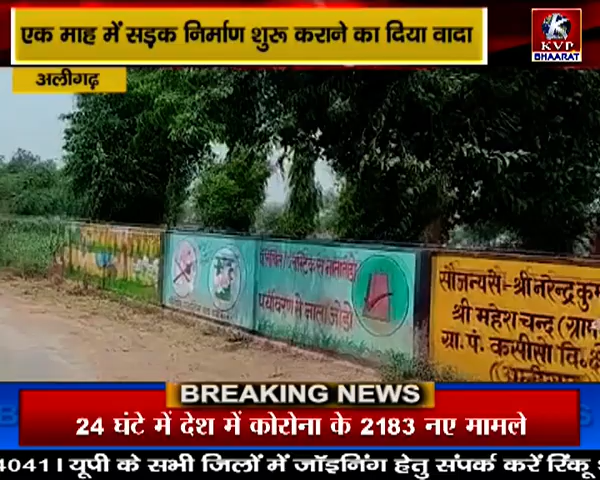 एक माह में सड़क निर्माण शुरू कराने का दिया वादा
KVP
BHAARAT
अलीगढ़
पर्यावरण से नाता जोड़ो
सौजन्य से - श्री नरेन्द्र कुम
श्री महेश चन्द (ग्राम
ग्रा. पं. कसीसो वि.
BREAKING NEWS
24 घंटे में देश में कोरोना के 2183 नए मामले
4041 । यूपी के सभी जिलों में जॉइनिंग हेतु संपर्क करें रिंकू